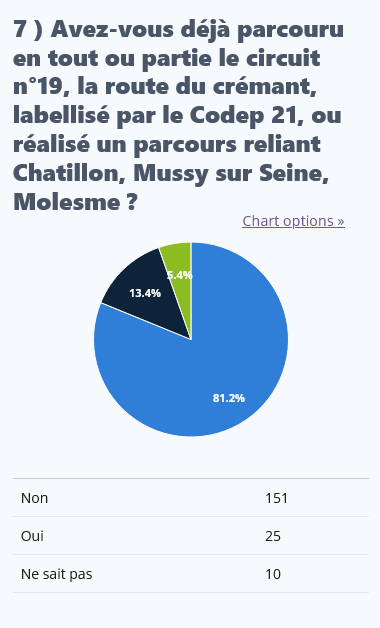 7 ) Avez-vous déjà parcouru
en tout ou partie le circuit
n°19, la route du crémant,
labellisé par le Codep 21, ou
réalisé un parcours reliant
Chatillon, Mussy sur Seine,
Molesme ?
Chart options »
5.4%
13.4%
81.2%
Non 151
Oui 25
Ne sait pas 10